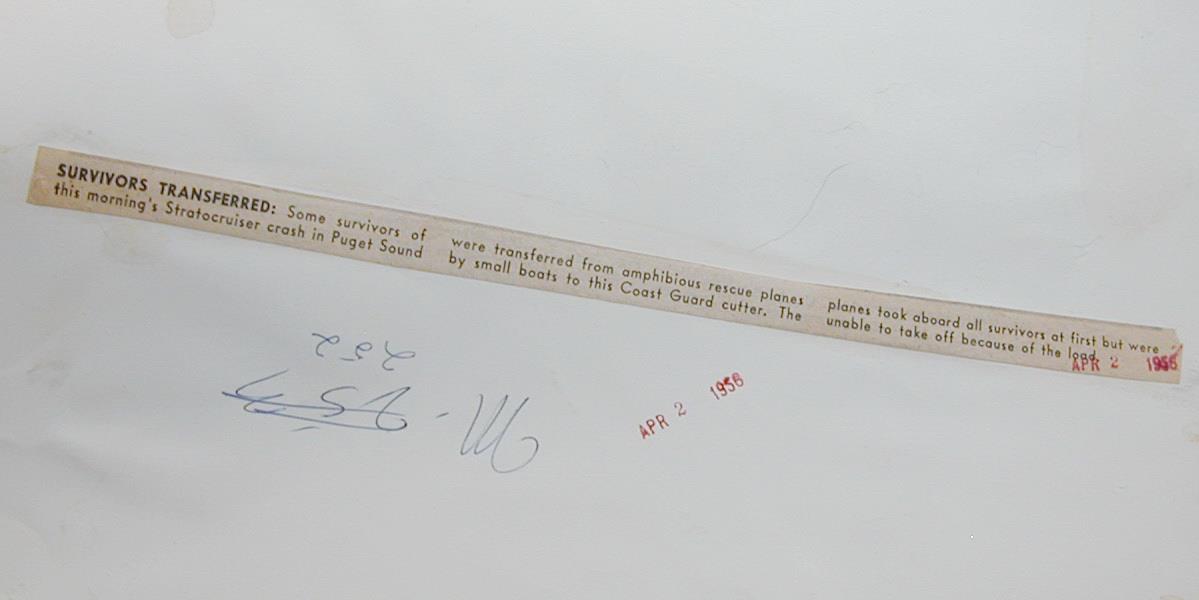 SURVIVORS TRANSFERRED: Some survivors of
this morning's Stratocruiser crash in Puget Sound
were transferred from amphibious rescue planes
by small boats to this Coast Guard cutter. The
planes took aboard all survivors at first but were
unable to take off because of the load.
APR 2 1956
APR 2 1956
252